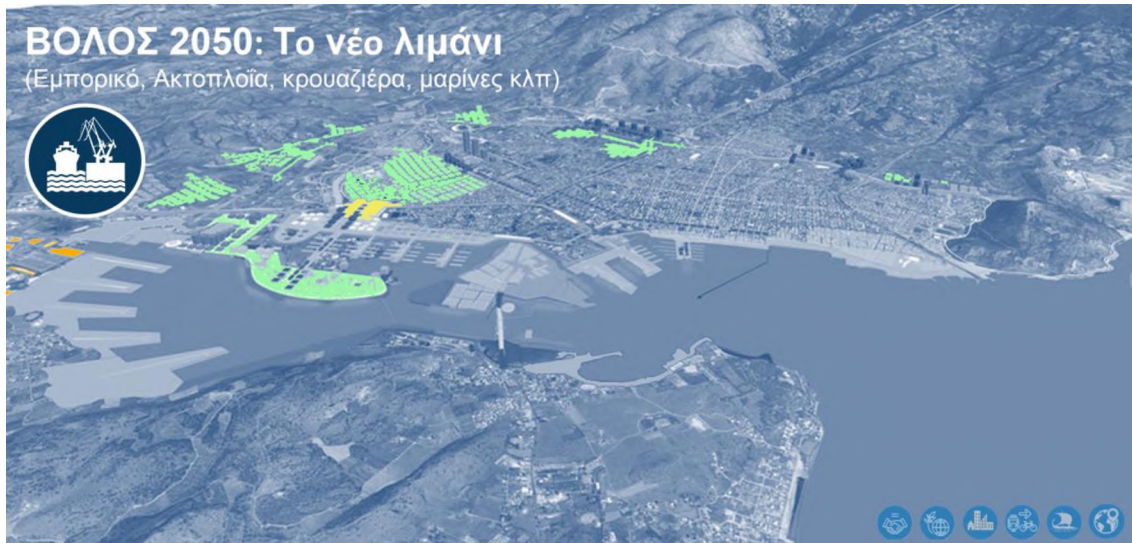 ΒΟΛΟΣ 2050: Το νέο λιμάνι
(Εμπορικό, Ακτοπλοΐα, κρουαζιέρα, μαρίνες κλπ)